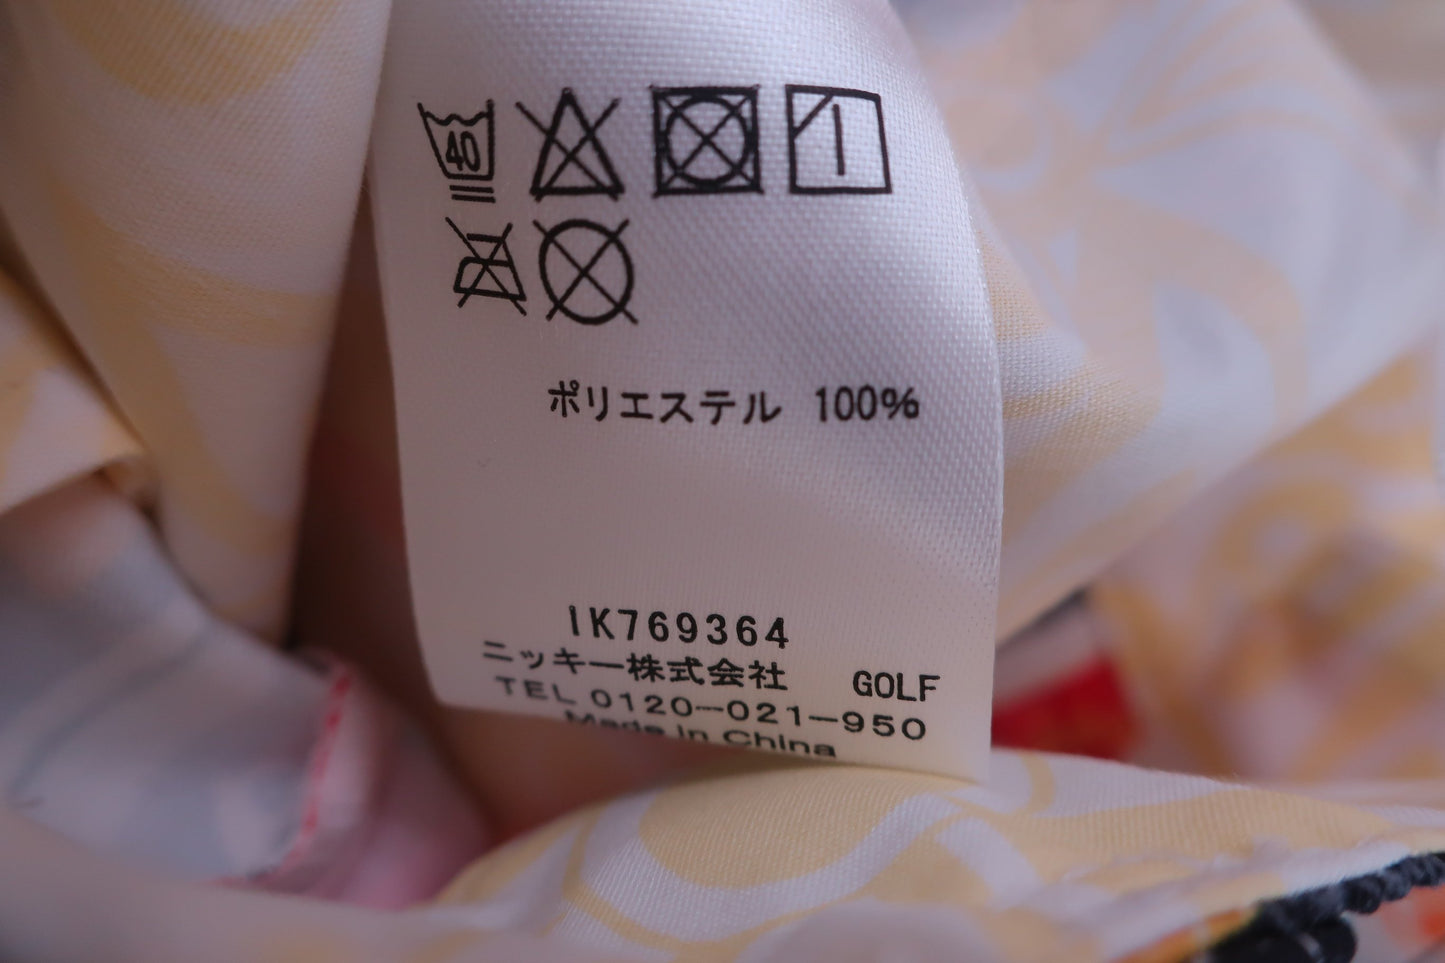 40
ポリエステル 100%
IK769364
ニッキー株式会社 GOLF
TEL 0120-021-950
Made in China